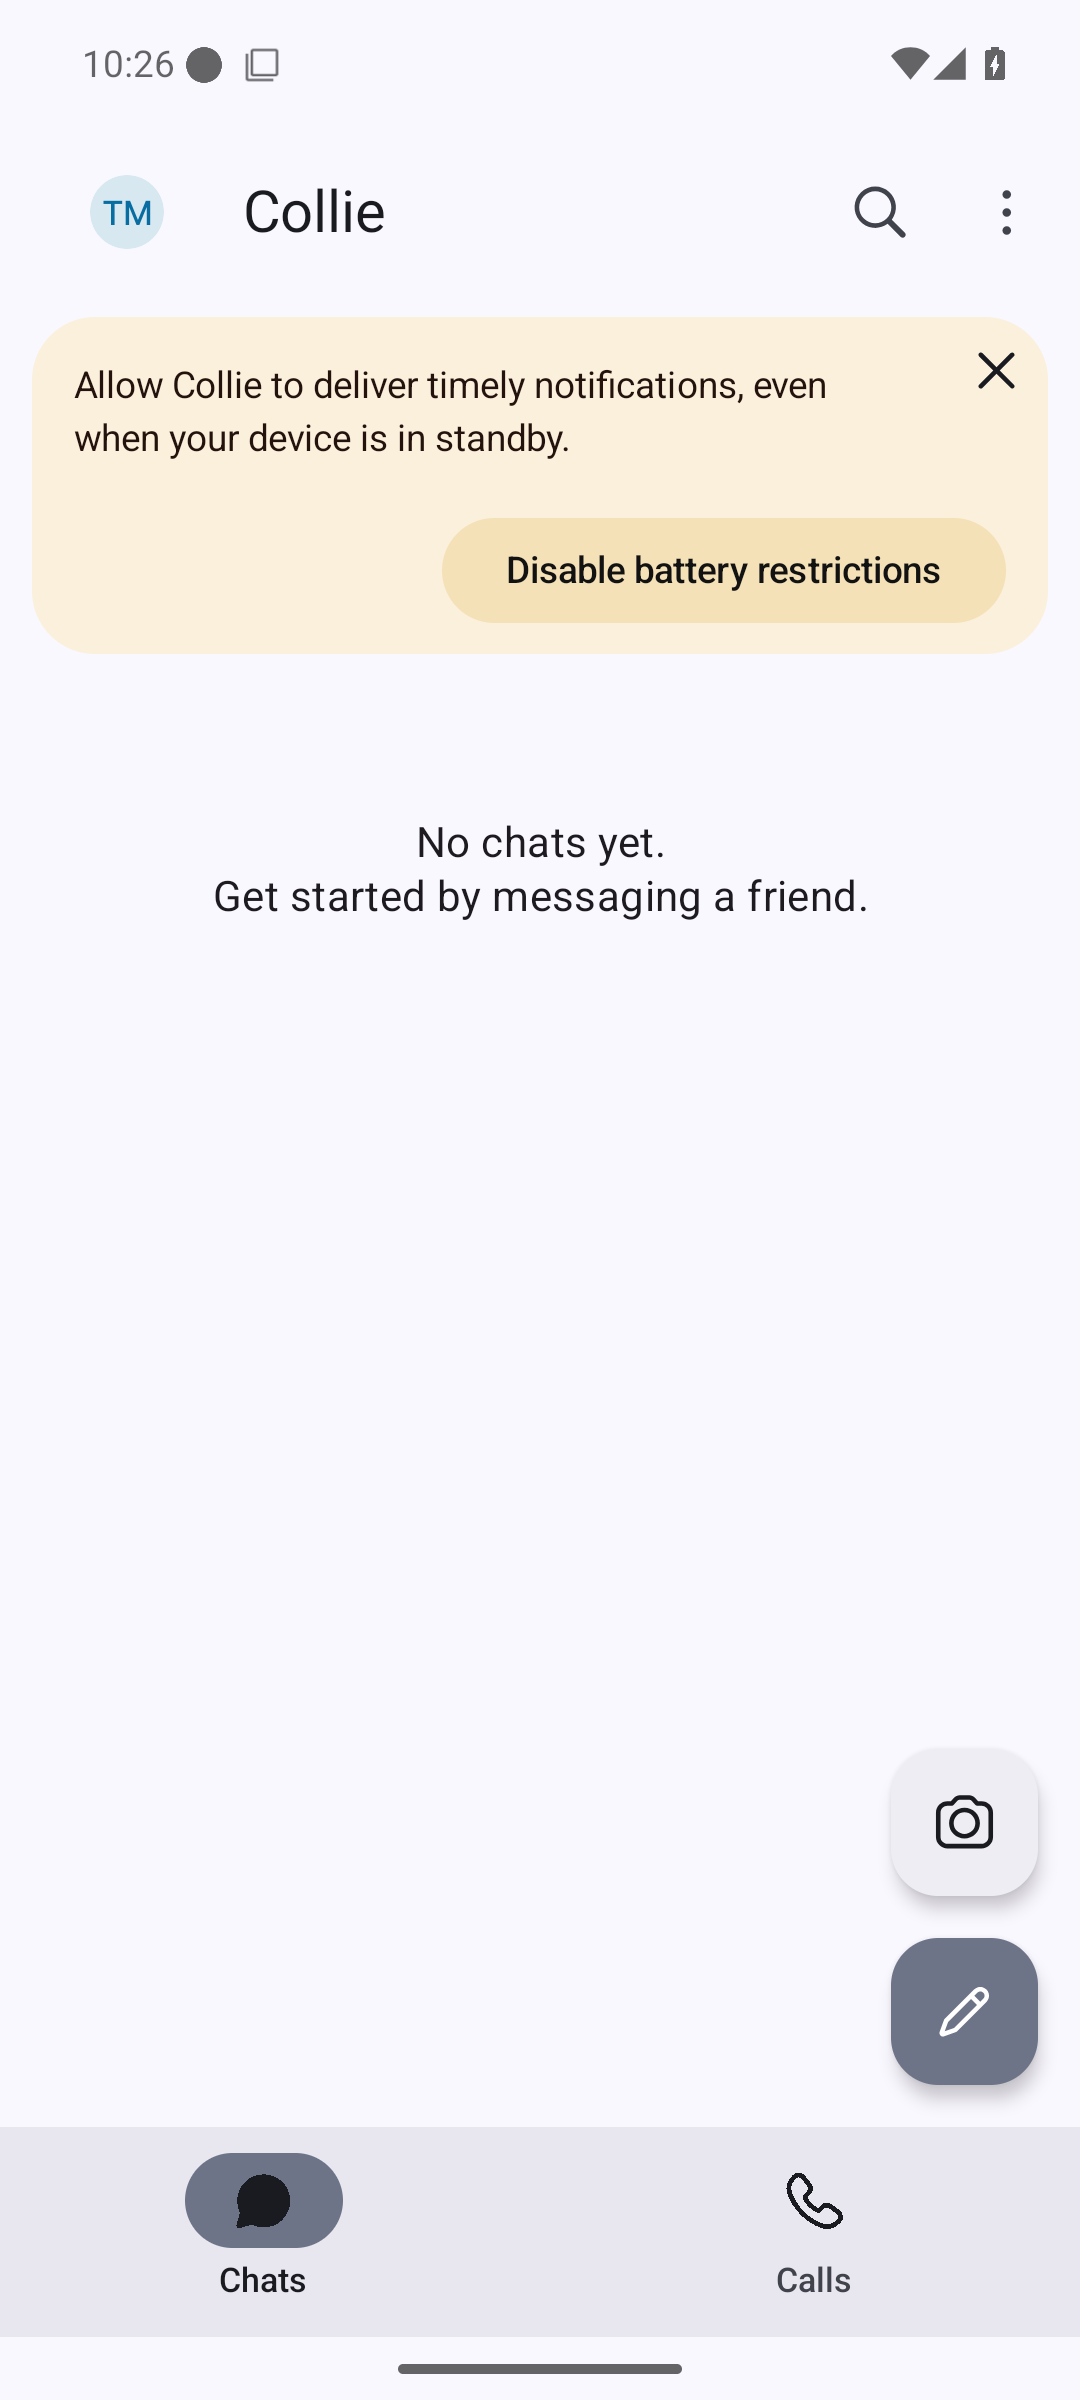 10:26
TM
Collie
Allow Collie to deliver timely notifications, even
when your device is in standby.
Disable battery restrictions
No chats yet.
Get started by messaging a friend.
Chats
Calls